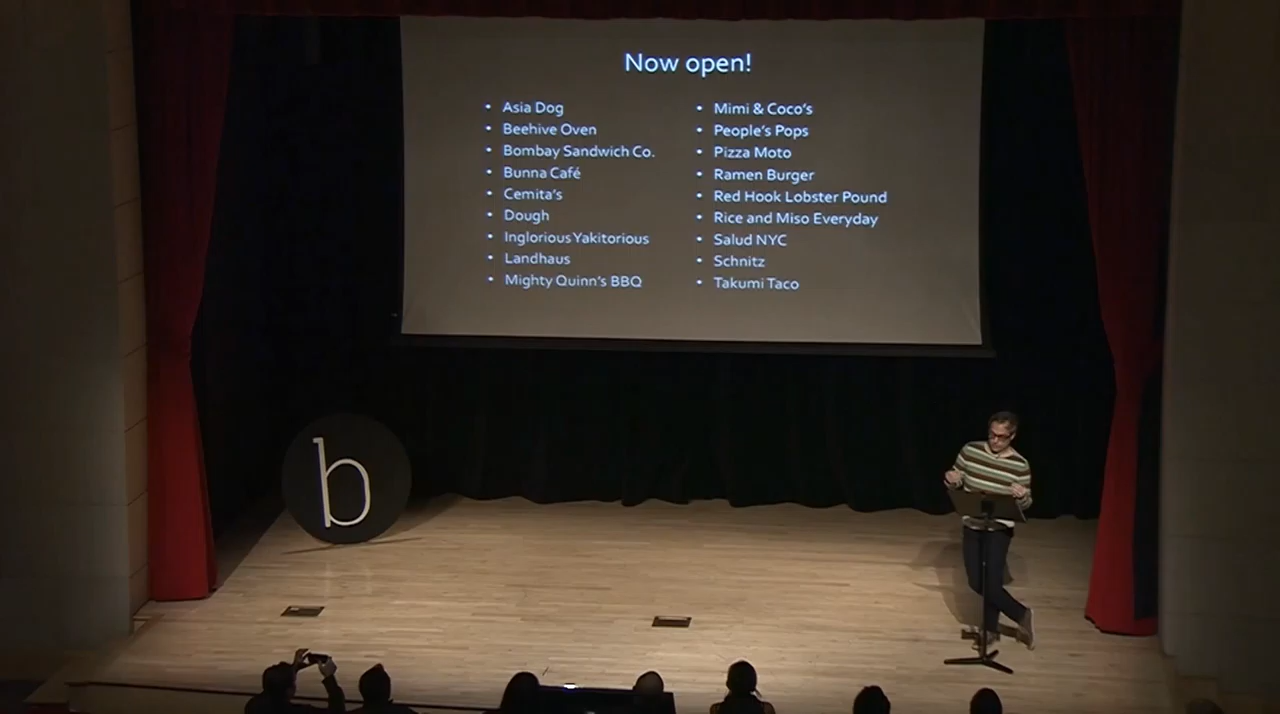 Now open!
• Asia Dog
• Beehive Oven
• Bombay Sandwich Co.
• Bunna Café
• Cemita's
• Dough
• Inglorious Yakitorious
• Landhaus
• Mighty Quinn's BBQ
• Mimi & Coco's
• People's Pops
• Pizza Moto
• Ramen Burger
• Red Hook Lobster Pound
• Rice and Miso Everyday
• Salud NYC
• Schnitz
• Takumi Taco
b